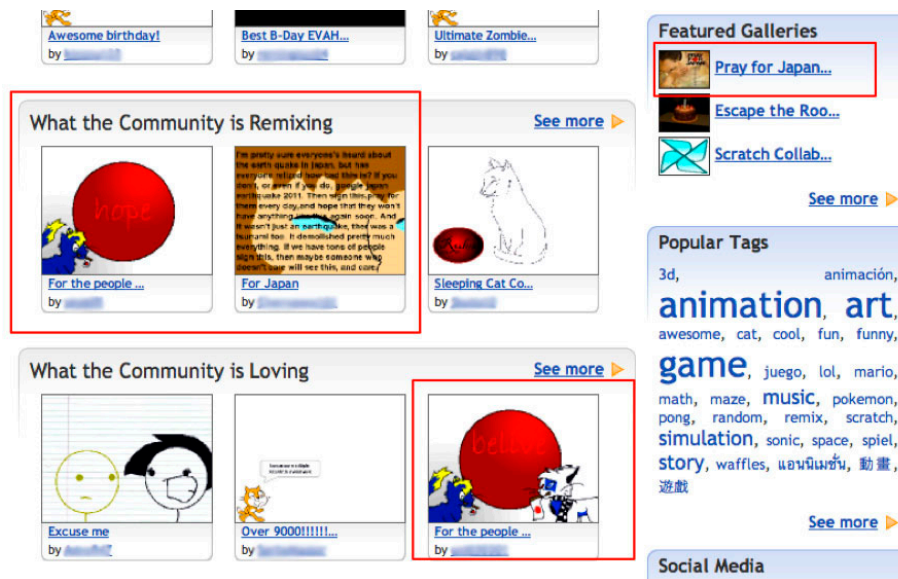 Awesome birthday!
Best B-Day EVAH...
Ultimate Zombie...
by
by
by
What the Community is Remixing
See more
hope
I'm pretty sure everyone's heard about
the earth quake in Japan, but has
everyone relized how bad this is? If you
don't, or even if you do, google japan
earthquake 2011. Then sign this,pray for
them every day,and hope that they won't
have anything like this again soon. And
it wasn't just an earthquake, ther was a
tsunami too. It demolished pretty much
everything. If we have tons of people
sign this, then maybe someone who
doesn't care will see this, and care.
For the people ...
For Japan
Sleeping Cat Co...
by
by
by
What the Community is Loving
See more
Excuse me
Over 9000!!!!!!...
For the people ...
by
by
by
Featured Galleries
Pray for Japan...
Escape the Roo...
Scratch Collab...
See more
Popular Tags
3d, animación,
animation, art,
awesome, cat, cool, fun, funny,
game, juego, lol, mario,
math, maze, music, pokemon,
pong, random, remix, scratch,
simulation, sonic, space, spiel,
story, waffles, แอนนิเมชั่น, 動畫,
遊戲
See more
Social Media